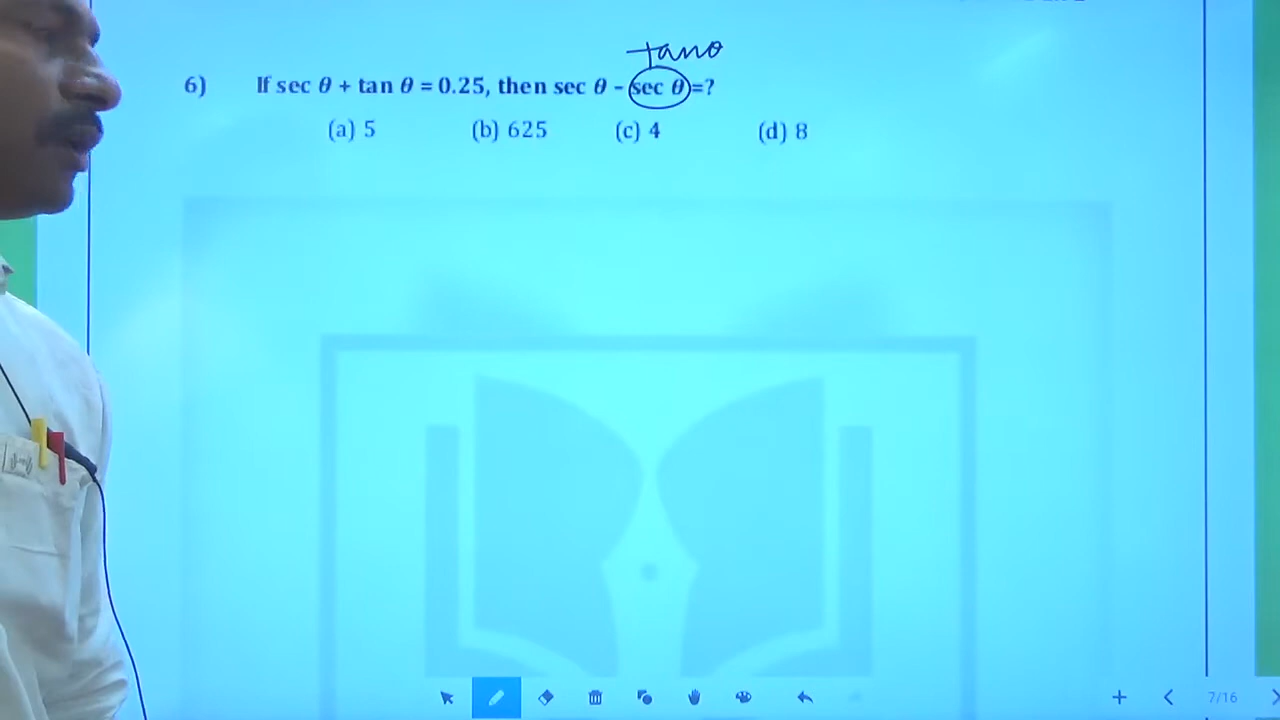 tanθ
6) If sec θ + tan θ = 0.25, then sec θ - sec θ =?
(a) 5 (b) 625 (c) 4 (d) 8
7/16